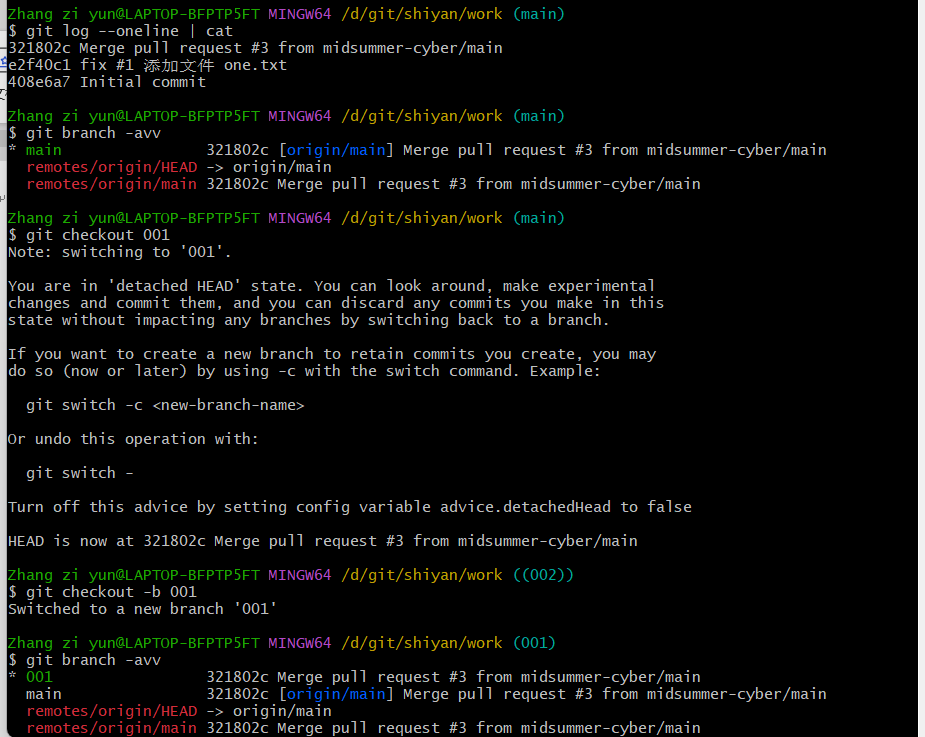 Zhang zi yun@LAPTOP-BFPTP5FT MINGW64 /d/git/shiyan/work (main)
$ git log --oneline | cat
321802c Merge pull request #3 from midsummer-cyber/main
e2f40c1 fix #1 添加文件 one.txt
408e6a7 Initial commit
Zhang zi yun@LAPTOP-BFPTP5FT MINGW64 /d/git/shiyan/work (main)
$ git branch -avv
* main                321802c [origin/main] Merge pull request #3 from midsummer-cyber/main
  remotes/origin/HEAD -> origin/main
  remotes/origin/main 321802c Merge pull request #3 from midsummer-cyber/main
Zhang zi yun@LAPTOP-BFPTP5FT MINGW64 /d/git/shiyan/work (main)
$ git checkout 001
Note: switching to '001'.
You are in 'detached HEAD' state. You can look around, make experimental
changes and commit them, and you can discard any commits you make in this
state without impacting any branches by switching back to a branch.
If you want to create a new branch to retain commits you create, you may
do so (now or later) by using -c with the switch command. Example:
  git switch -c <new-branch-name>
Or undo this operation with:
  git switch -
Turn off this advice by setting config variable advice.detachedHead to false
HEAD is now at 321802c Merge pull request #3 from midsummer-cyber/main
Zhang zi yun@LAPTOP-BFPTP5FT MINGW64 /d/git/shiyan/work ((002))
$ git checkout -b 001
Switched to a new branch '001'
Zhang zi yun@LAPTOP-BFPTP5FT MINGW64 /d/git/shiyan/work (001)
$ git branch -avv
* 001                 321802c Merge pull request #3 from midsummer-cyber/main
  main                321802c [origin/main] Merge pull request #3 from midsummer-cyber/main
  remotes/origin/HEAD -> origin/main
  remotes/origin/main 321802c Merge pull request #3 from midsummer-cyber/main